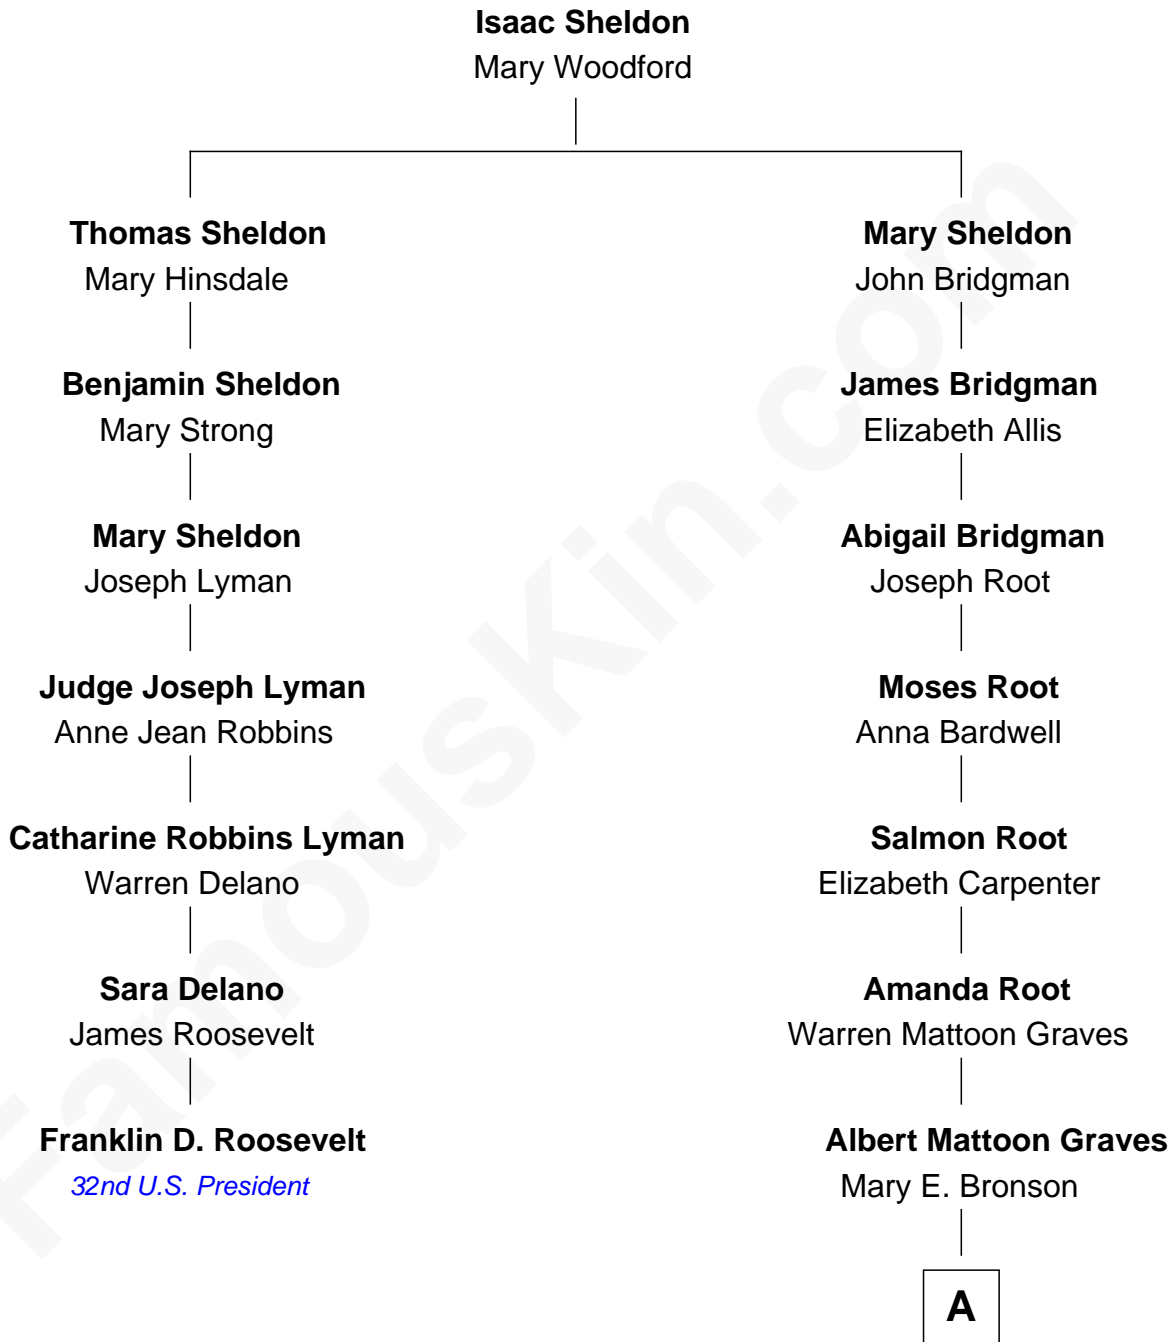 Isaac Sheldon
Mary Woodford
Thomas Sheldon
Mary Hinsdale
Mary Sheldon
John Bridgman
Benjamin Sheldon
Mary Strong
James Bridgman
Elizabeth Allis
Mary Sheldon
Joseph Lyman
Abigail Bridgman
Joseph Root
Judge Joseph Lyman
Anne Jean Robbins
Moses Root
Anna Bardwell
Catharine Robbins Lyman
Warren Delano
Salmon Root
Elizabeth Carpenter
Sara Delano
James Roosevelt
Amanda Root
Warren Mattoon Graves
Franklin D. Roosevelt
32nd U.S. President
Albert Mattoon Graves
Mary E. Bronson
A
FamousKin.com